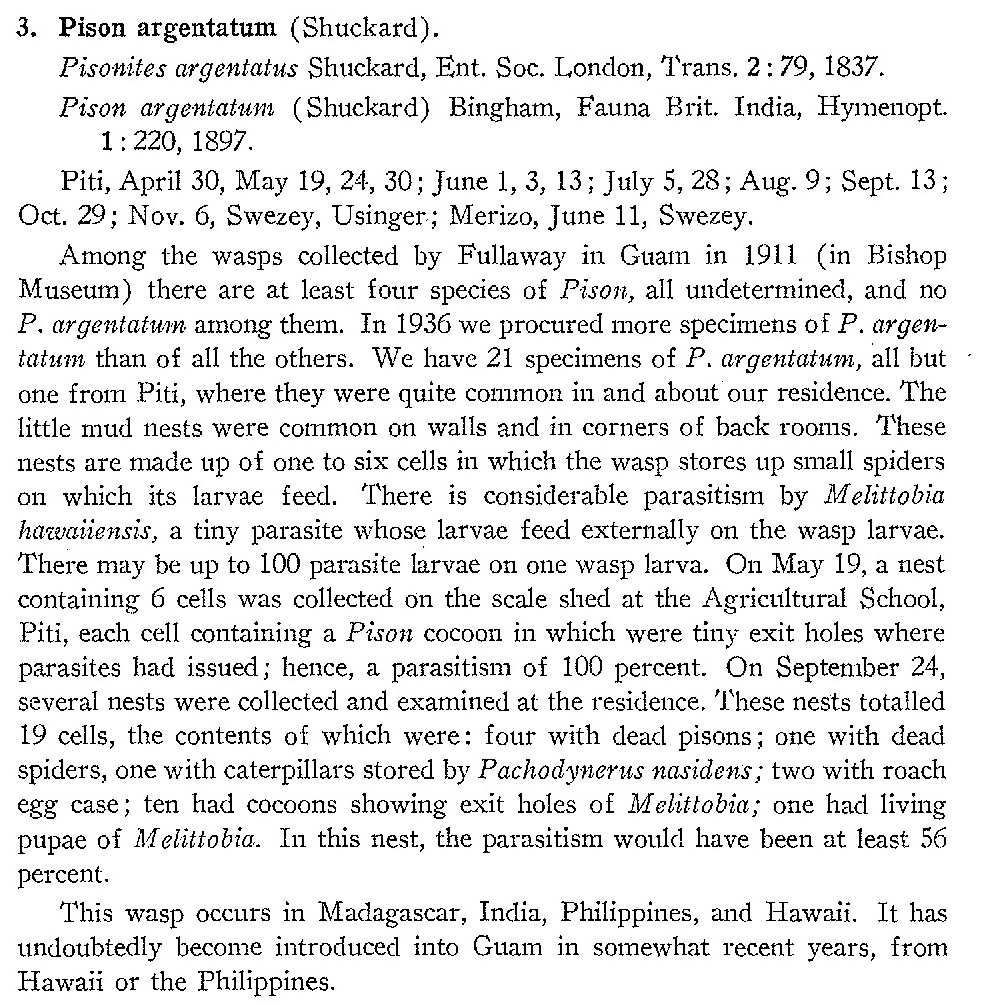 3. Pison argentatum (Shuckard).
Pisonites argentatus Shuckard, Ent. Soc. London, Trans. 2 : 79, 1837.
Pison argentatum (Shuckard) Bingham, Fauna Brit. India, Hymenopt.
1 : 220, 1897.
Piti, April 30, May 19, 24, 30; June 1, 3, 13; July 5, 28; Aug. 9; Sept. 13;
Oct. 29; Nov. 6, Swezey, Usinger; Merizo, June 11, Swezey.
Among the wasps collected by Fullaway in Guam in 1911 (in Bishop
Museum) there are at least four species of Pison, all undetermined, and no
P. argentatum among them. In 1936 we procured more specimens of P. argen-
tatum than of all the others. We have 21 specimens of P. argentatum, all but
one from Piti, where they were quite common in and about our residence. The
little mud nests were common on walls and in corners of back rooms. These
nests are made up of one to six cells in which the wasp stores up small spiders
on which its larvae feed. There is considerable parasitism by Melittobia
hawaiiensis, a tiny parasite whose larvae feed externally on the wasp larvae.
There may be up to 100 parasite larvae on one wasp larva. On May 19, a nest
containing 6 cells was collected on the scale shed at the Agricultural School,
Piti, each cell containing a Pison cocoon in which were tiny exit holes where
parasites had issued; hence, a parasitism of 100 percent. On September 24,
several nests were collected and examined at the residence. These nests totalled
19 cells, the contents of which were: four with dead pisons; one with dead
spiders, one with caterpillars stored by Pachodynerus nasidens; two with roach
egg case; ten had cocoons showing exit holes of Melittobia; one had living
pupae of Melittobia. In this nest, the parasitism would have been at least 56
percent.
This wasp occurs in Madagascar, India, Philippines, and Hawaii. It has
undoubtedly become introduced into Guam in somewhat recent years, from
Hawaii or the Philippines.